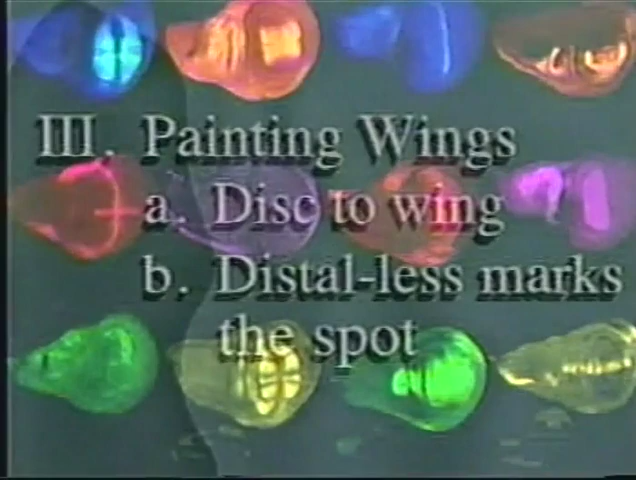 III. Painting Wings
a. Disc to wing
b. Distal-less marks
the spot